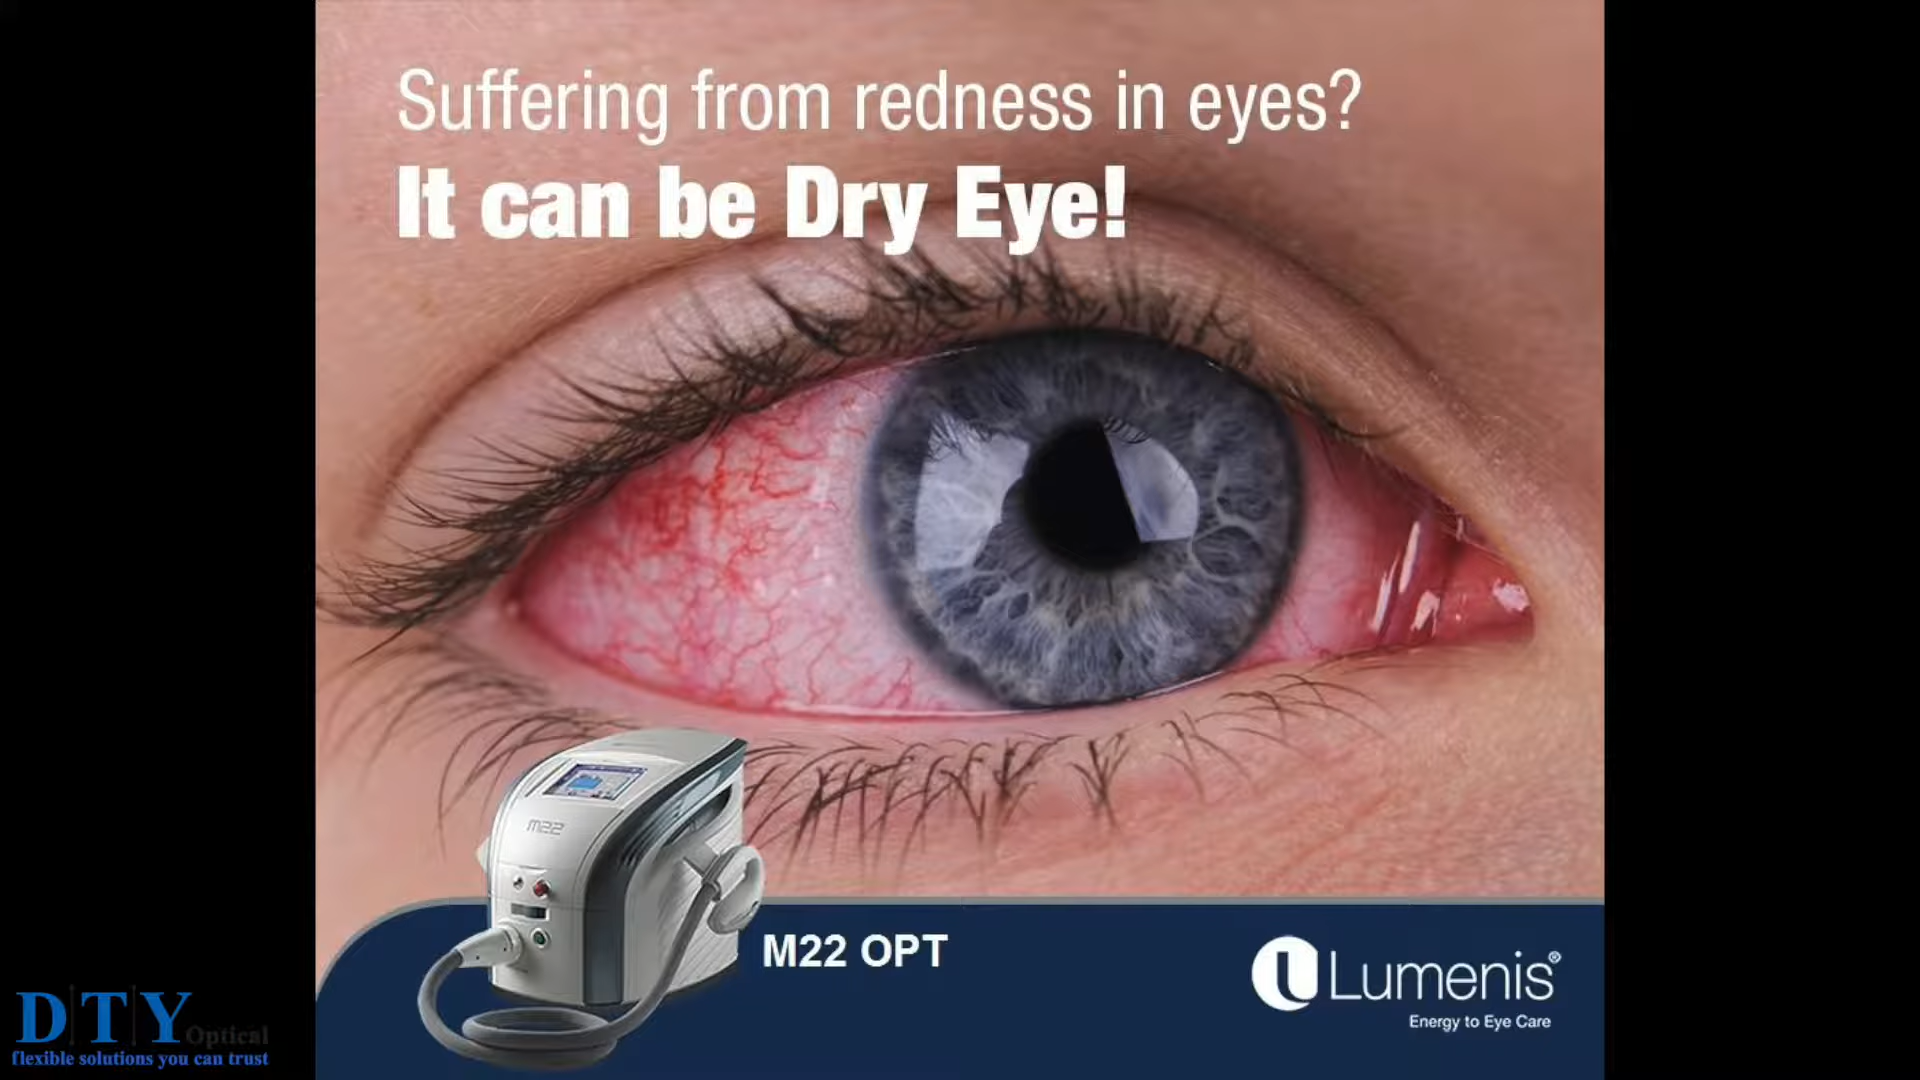 Suffering from redness in eyes?
It can be Dry Eye!
m22
M22 OPT
Lumenis®
Energy to Eye Care
DTY Optical
flexible solutions you can trust